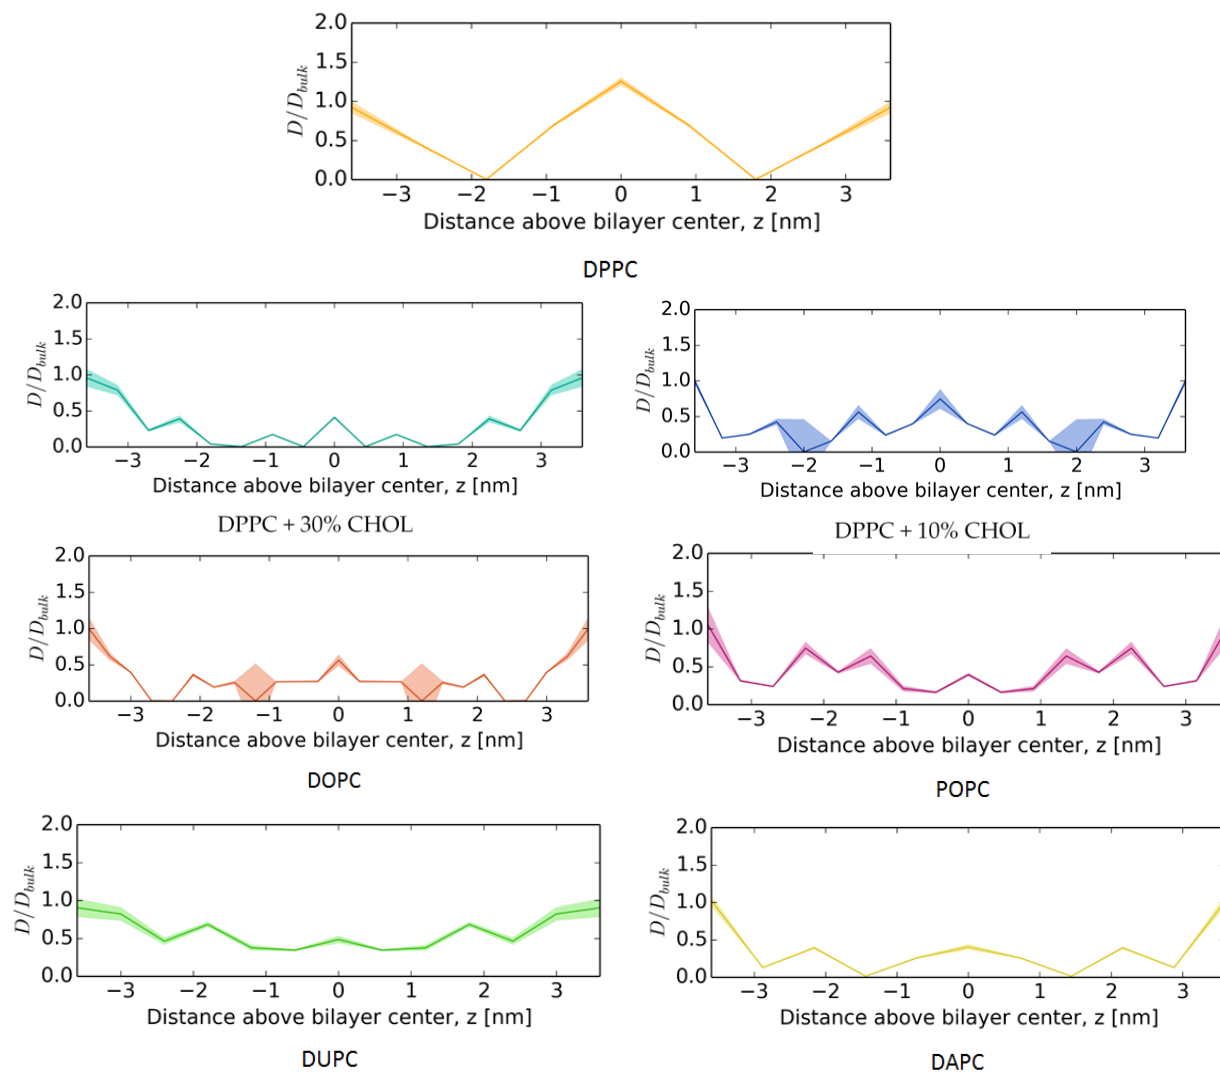 2.0
1.5
1.0
0.5
0.0
D/D_bulk
−3 −2 −1 0 1 2 3
Distance above bilayer center, z [nm]
DPPC
2.0
1.5
1.0
0.5
0.0
D/D_bulk
−3 −2 −1 0 1 2 3
Distance above bilayer center, z [nm]
DPPC + 30% CHOL
2.0
1.5
1.0
0.5
0.0
D/D_bulk
−3 −2 −1 0 1 2 3
Distance above bilayer center, z [nm]
DPPC + 10% CHOL
2.0
1.5
1.0
0.5
0.0
D/D_bulk
−3 −2 −1 0 1 2 3
Distance above bilayer center, z [nm]
DOPC
2.0
1.5
1.0
0.5
0.0
D/D_bulk
−3 −2 −1 0 1 2 3
Distance above bilayer center, z [nm]
POPC
2.0
1.5
1.0
0.5
0.0
D/D_bulk
−3 −2 −1 0 1 2 3
Distance above bilayer center, z [nm]
DUPC
2.0
1.5
1.0
0.5
0.0
D/D_bulk
−3 −2 −1 0 1 2 3
Distance above bilayer center, z [nm]
DAPC